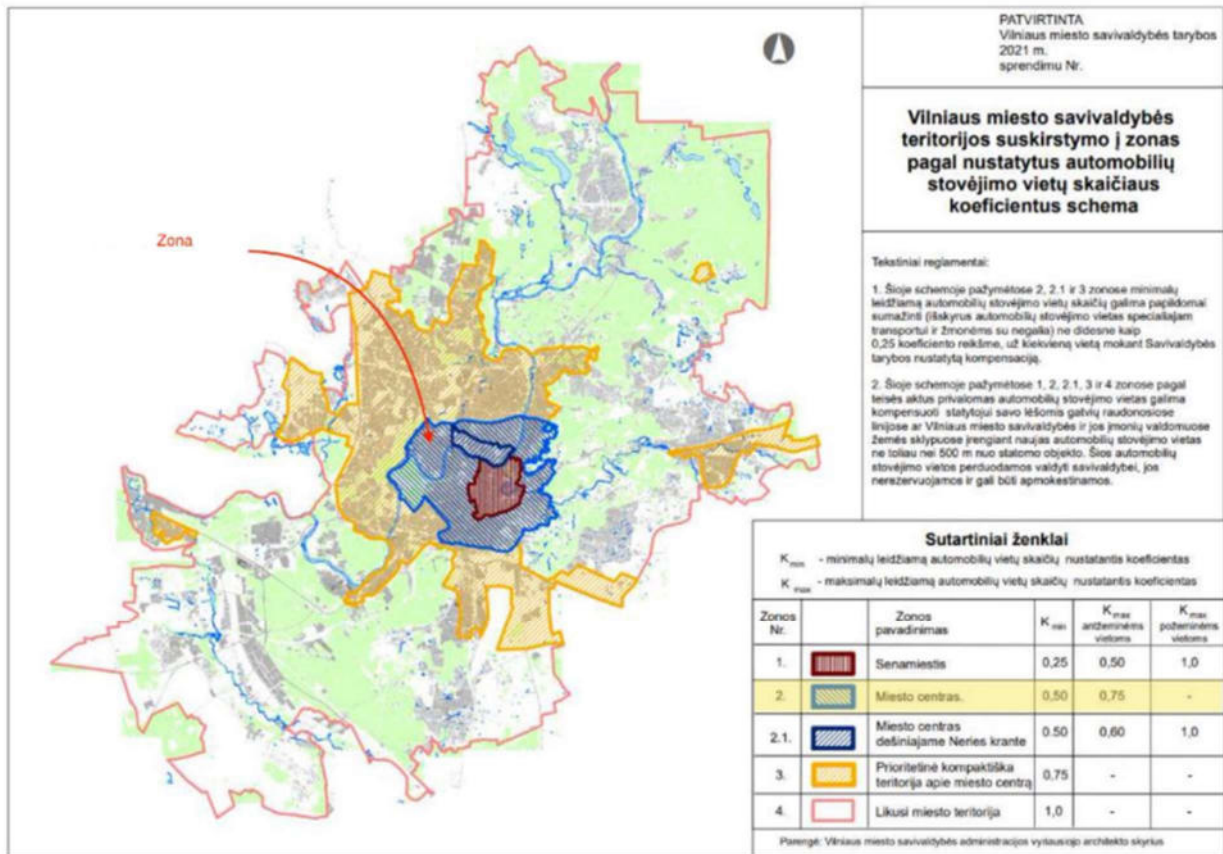 PATVIRTINTA
Vilniaus miesto savivaldybės tarybos
2021 m.
sprendimu Nr.
Vilniaus miesto savivaldybės
teritorijos suskirstymo į zonas
pagal nustatytus automobilių
stovėjimo vietų skaičiaus
koeficientus schema
Zona
Tekstiniai reglamentai:
1. Šioje schemoje pažymėtose 2, 2.1 ir 3 zonose minimalų
leidžiamą automobilių stovėjimo vietų skaičių galima papildomai
sumažinti (išskyrus automobilių stovėjimo vietas specialiajam
transportui ir žmonėms su negalia) ne didesne kaip
0,25 koeficiento reikšme, už kiekvieną vietą mokant Savivaldybės
tarybos nustatytą kompensaciją.
2. Šioje schemoje pažymėtose 1, 2, 2.1, 3 ir 4 zonose pagal
teisės aktus privalomas automobilių stovėjimo vietas galima
kompensuoti statytojui savo lėšomis gatvių raudonosiose
linijose ar Vilniaus miesto savivaldybės ir jos įmonių valdomuose
žemės sklypuose įrengiant naujas automobilių stovėjimo vietas
ne toliau nei 500 m nuo statomo objekto. Šios automobilių
stovėjimo vietos perduodamos valdyti savivaldybei, jos
nerezervuojamos ir gali būti apmokestinamos.
Sutartiniai ženklai
K min - minimalų leidžiamą automobilių vietų skaičių nustatantis koeficientas
K max - maksimalų leidžiamą automobilių vietų skaičių nustatantis koeficientas
Zonos Nr. Zonos pavadinimas K min K max antžeminėms vietoms K max požeminėms vietoms
1. Senamiestis 0,25 0,50 1,0
2. Miesto centras. 0,50 0,75 -
2.1. Miesto centras dešiniajame Neries krante 0.50 0,60 1,0
3. Prioritetinė kompaktiška teritorija apie miesto centrą 0,75 - -
4. Likusi miesto teritorija 1,0 - -
Parengė: Vilniaus miesto savivaldybės administracijos vyriausiojo architekto skyrius